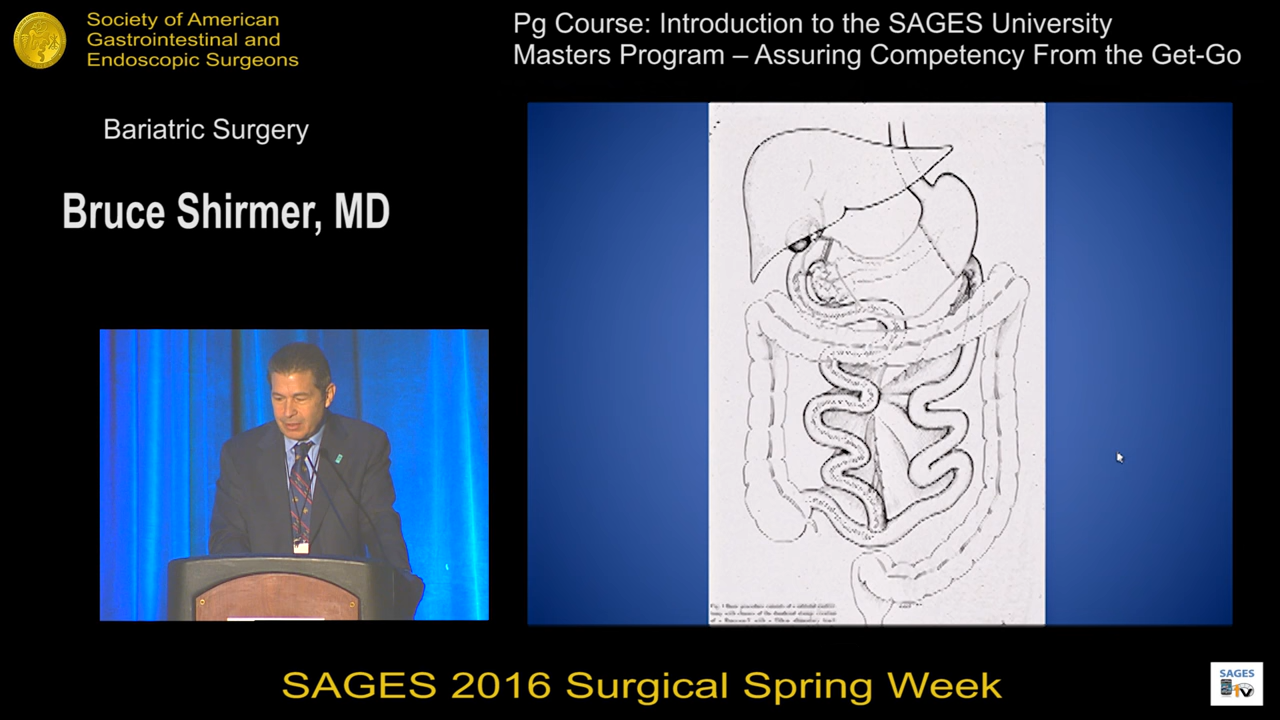 Society of American
Gastrointestinal and
Endoscopic Surgeons
Pg Course: Introduction to the SAGES University
Masters Program – Assuring Competency From the Get-Go
Bariatric Surgery
Bruce Shirmer, MD
SAGES 2016 Surgical Spring Week
SAGES
TV